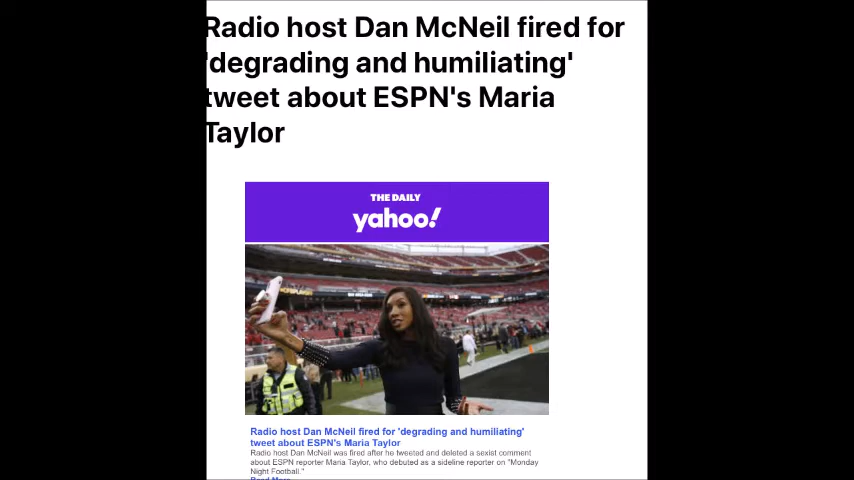 Radio host Dan McNeil fired for
'degrading and humiliating'
tweet about ESPN's Maria
Taylor
THE DAILY
yahoo!
Radio host Dan McNeil fired for 'degrading and humiliating'
tweet about ESPN's Maria Taylor
Radio host Dan McNeil was fired after he tweeted and deleted a sexist comment
about ESPN reporter Maria Taylor, who debuted as a sideline reporter on "Monday
Night Football."
Read More